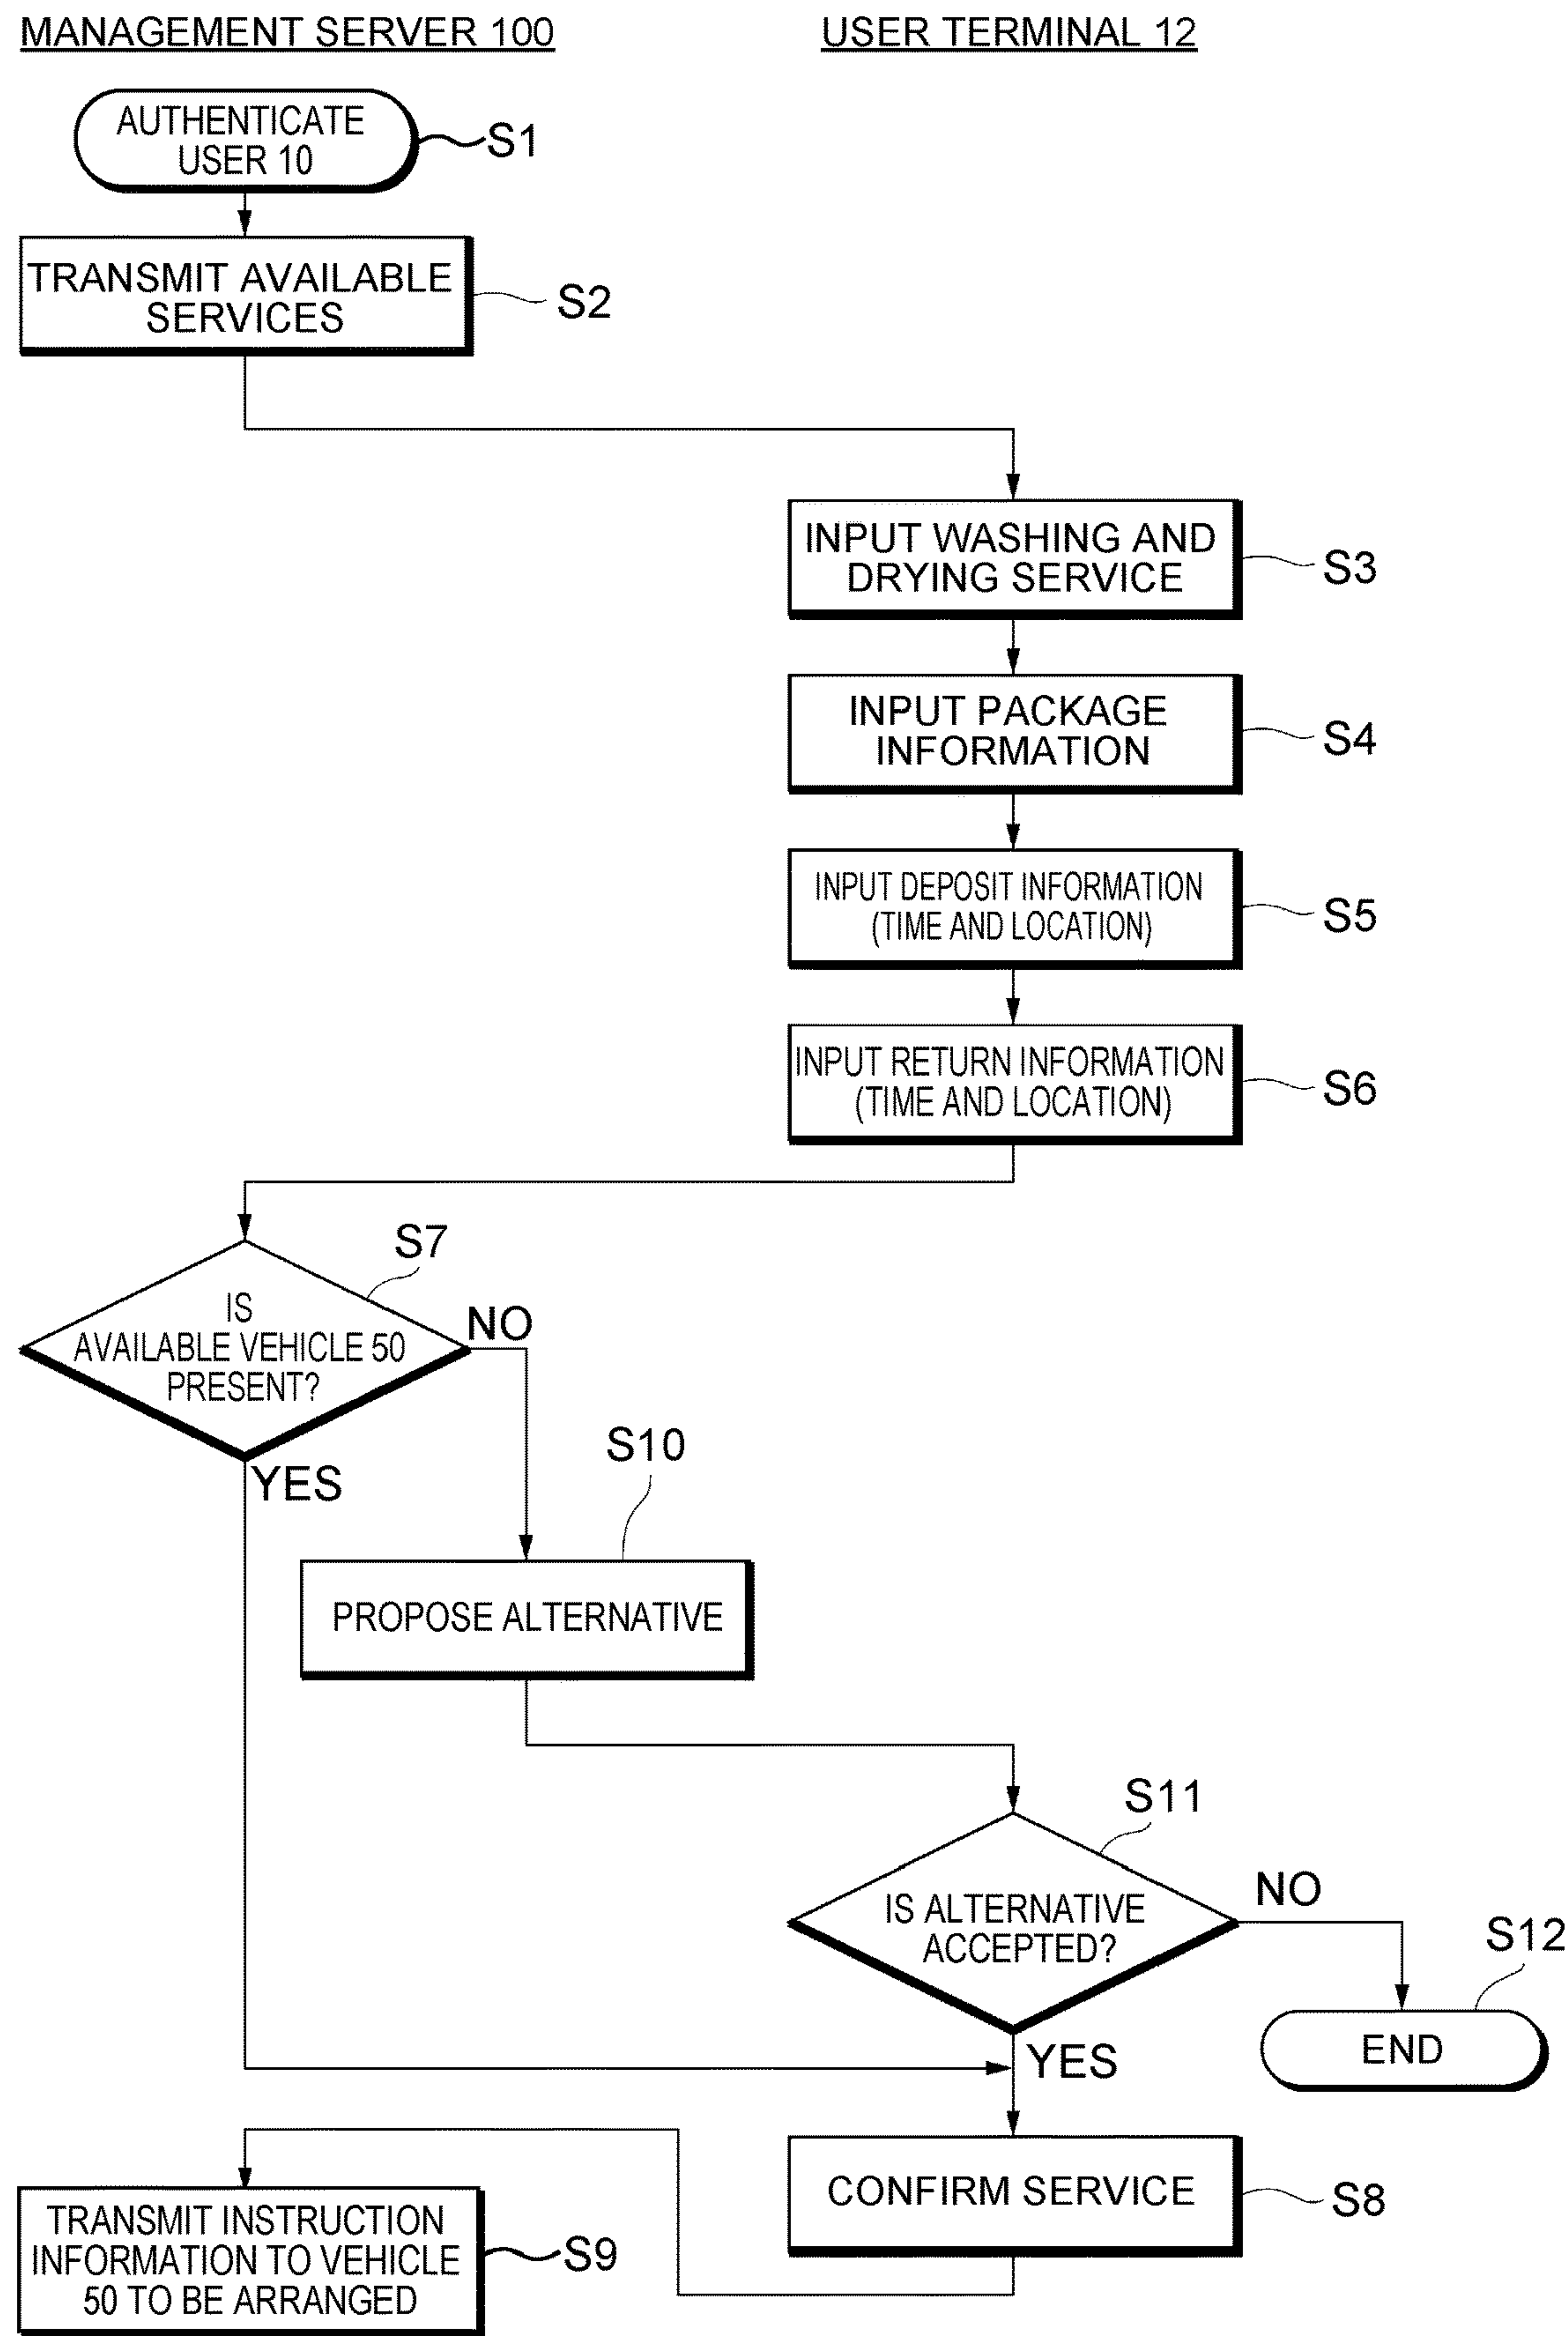 MANAGEMENT SERVER 100
USER TERMINAL 12
AUTHENTICATE
USER 10
S1
TRANSMIT AVAILABLE
SERVICES
S2
INPUT WASHING AND
DRYING SERVICE
S3
INPUT PACKAGE
INFORMATION
S4
INPUT DEPOSIT INFORMATION
(TIME AND LOCATION)
S5
INPUT RETURN INFORMATION
(TIME AND LOCATION)
S6
S7
IS
AVAILABLE VEHICLE 50
PRESENT?
NO
YES
S10
PROPOSE ALTERNATIVE
S11
IS ALTERNATIVE
ACCEPTED?
NO
S12
END
YES
CONFIRM SERVICE
S8
TRANSMIT INSTRUCTION
INFORMATION TO VEHICLE
50 TO BE ARRANGED
S9